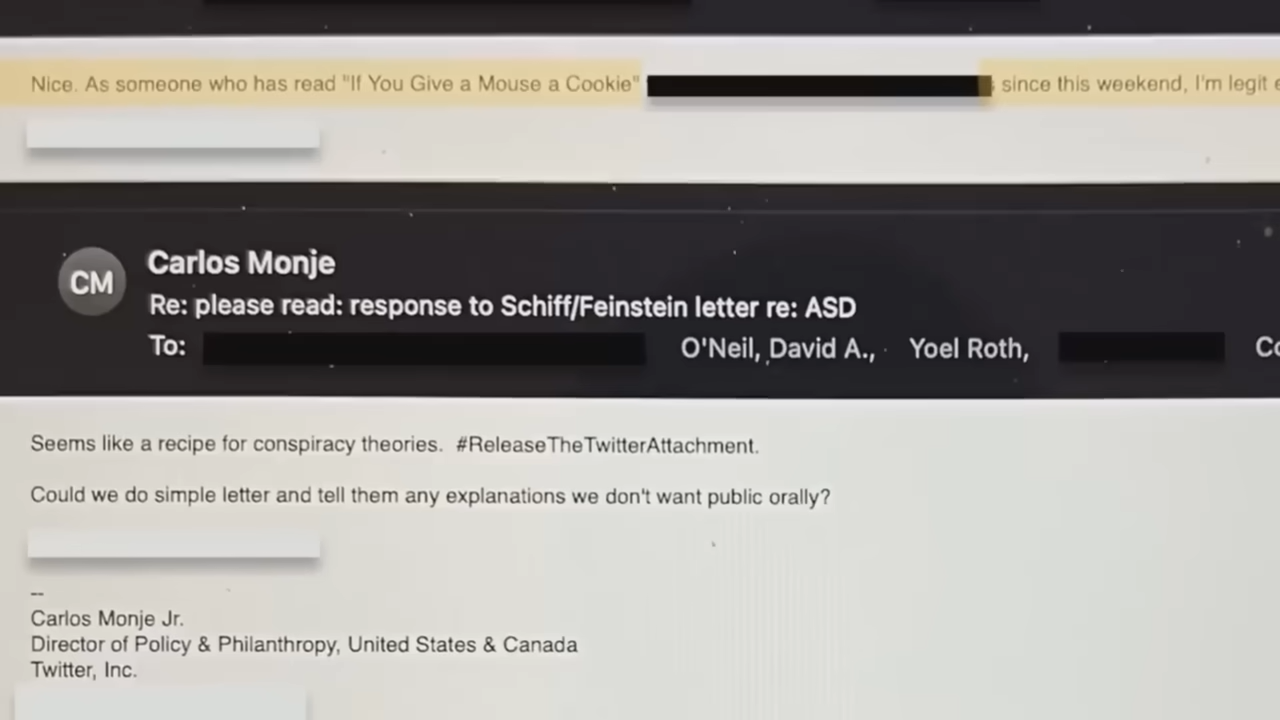 Nice. As someone who has read "If You Give a Mouse a Cookie" since this weekend, I'm legit
CM
Carlos Monje
Re: please read: response to Schiff/Feinstein letter re: ASD
To: O'Neil, David A., Yoel Roth,
Seems like a recipe for conspiracy theories. #ReleaseTheTwitterAttachment.
Could we do simple letter and tell them any explanations we don't want public orally?
--
Carlos Monje Jr.
Director of Policy & Philanthropy, United States & Canada
Twitter, Inc.